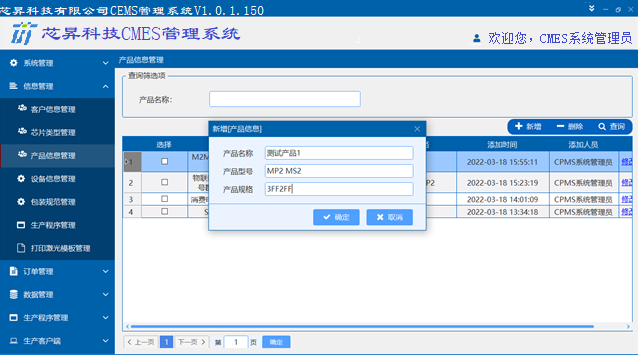 芯昇科技有限公司CEMS管理系统V1.0.1.150
芯昇科技CMES管理系统
欢迎您，CMES系统管理员
系统管理
信息管理
客户信息管理
芯片类型管理
产品信息管理
设备信息管理
包装规范管理
生产程序管理
打印激光模板管理
订单管理
数据管理
生产程序管理
生产客户端
产品信息管理
查询筛选项
产品名称:
新增 删除 查询
选择 格 添加时间 添加人员
1 M2M 2022-03-18 15:55:11 CPMS系统管理员 修改
2 物联 号 P2 2022-03-18 15:23:19 CPMS系统管理员 修改
3 消费 2022-03-18 14:01:09 CPMS系统管理员 修改
4 S 2022-03-18 13:34:18 CPMS系统管理员 修改
新增[产品信息]
产品名称 测试产品1
产品型号 MP2 MS2
产品规格 3FF2FF
确定 取消
上一页 1 下一页 第 1 页 确定